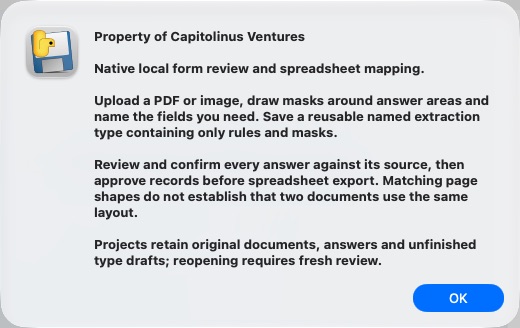 Property of Capitolinus Ventures
Native local form review and spreadsheet mapping.
Upload a PDF or image, draw masks around answer areas and
name the fields you need. Save a reusable named extraction
type containing only rules and masks.
Review and confirm every answer against its source, then
approve records before spreadsheet export. Matching page
shapes do not establish that two documents use the same
layout.
Projects retain original documents, answers and unfinished
type drafts; reopening requires fresh review.
OK